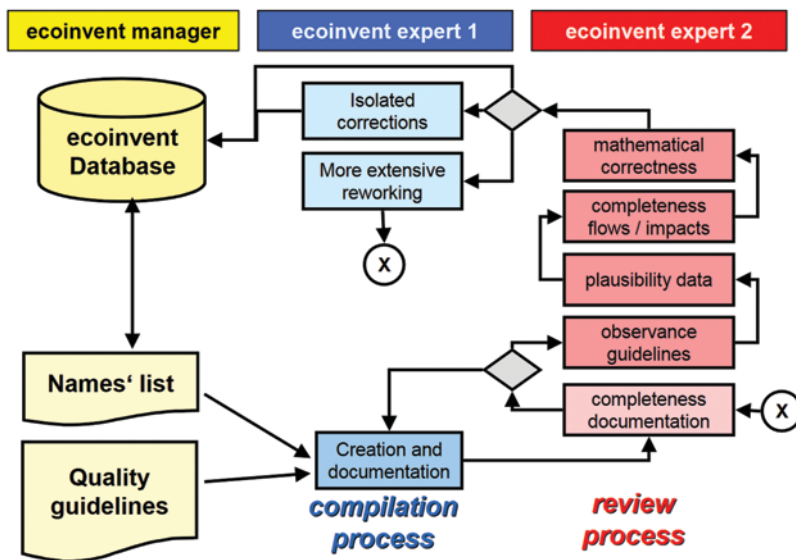 ecoinvent manager
ecoinvent expert 1
ecoinvent expert 2
ecoinvent
Database
Isolated
corrections
More extensive
reworking
X
mathematical
correctness
completeness
flows / impacts
plausibility data
observance
guidelines
completeness
documentation
X
Names‘ list
Quality
guidelines
Creation and
documentation
compilation
process
review
process